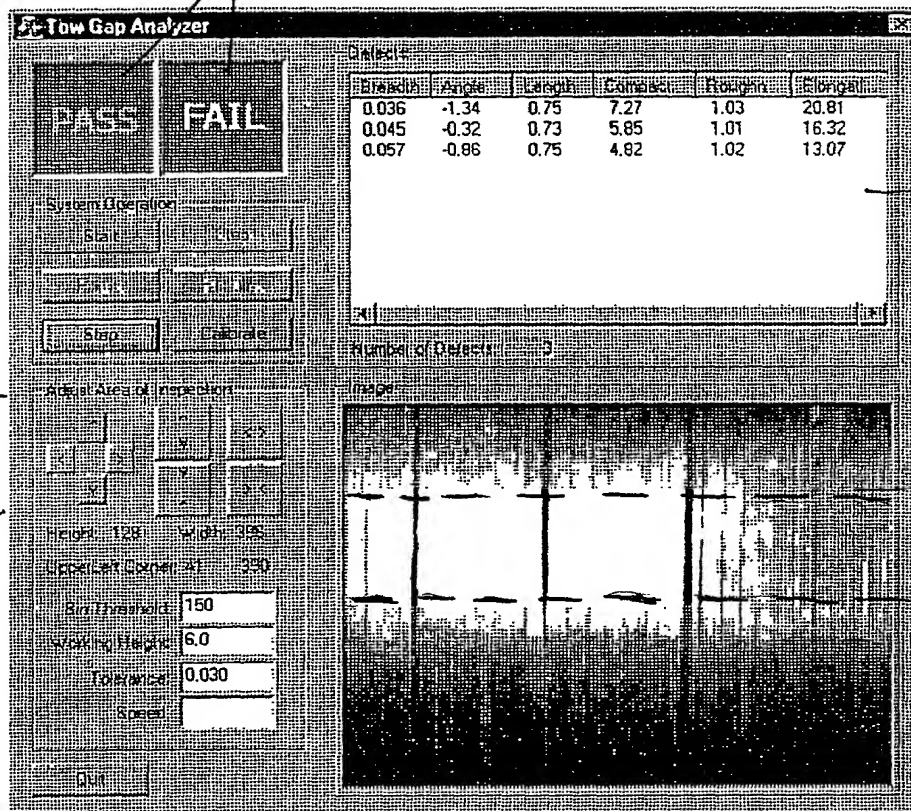 Tow Gap Analyzer
PASS FAIL
Defects
Breadth Angle Length Compact. Roughn. Elongati.
0.036 -1.34 0.75 7.27 1.03 20.81
0.045 -0.32 0.73 5.85 1.01 16.32
0.057 -0.86 0.75 4.82 1.02 13.07
System Operation
Start
Stop Calibrate
Number of Defects: 3
Adjust Area of Inspection
Image
Height: 128 Width: 395
Upper Left Corner: 41
Bin Threshold: 150
Working Height: 6.0
Tolerance: 0.030
Speed:
Quit